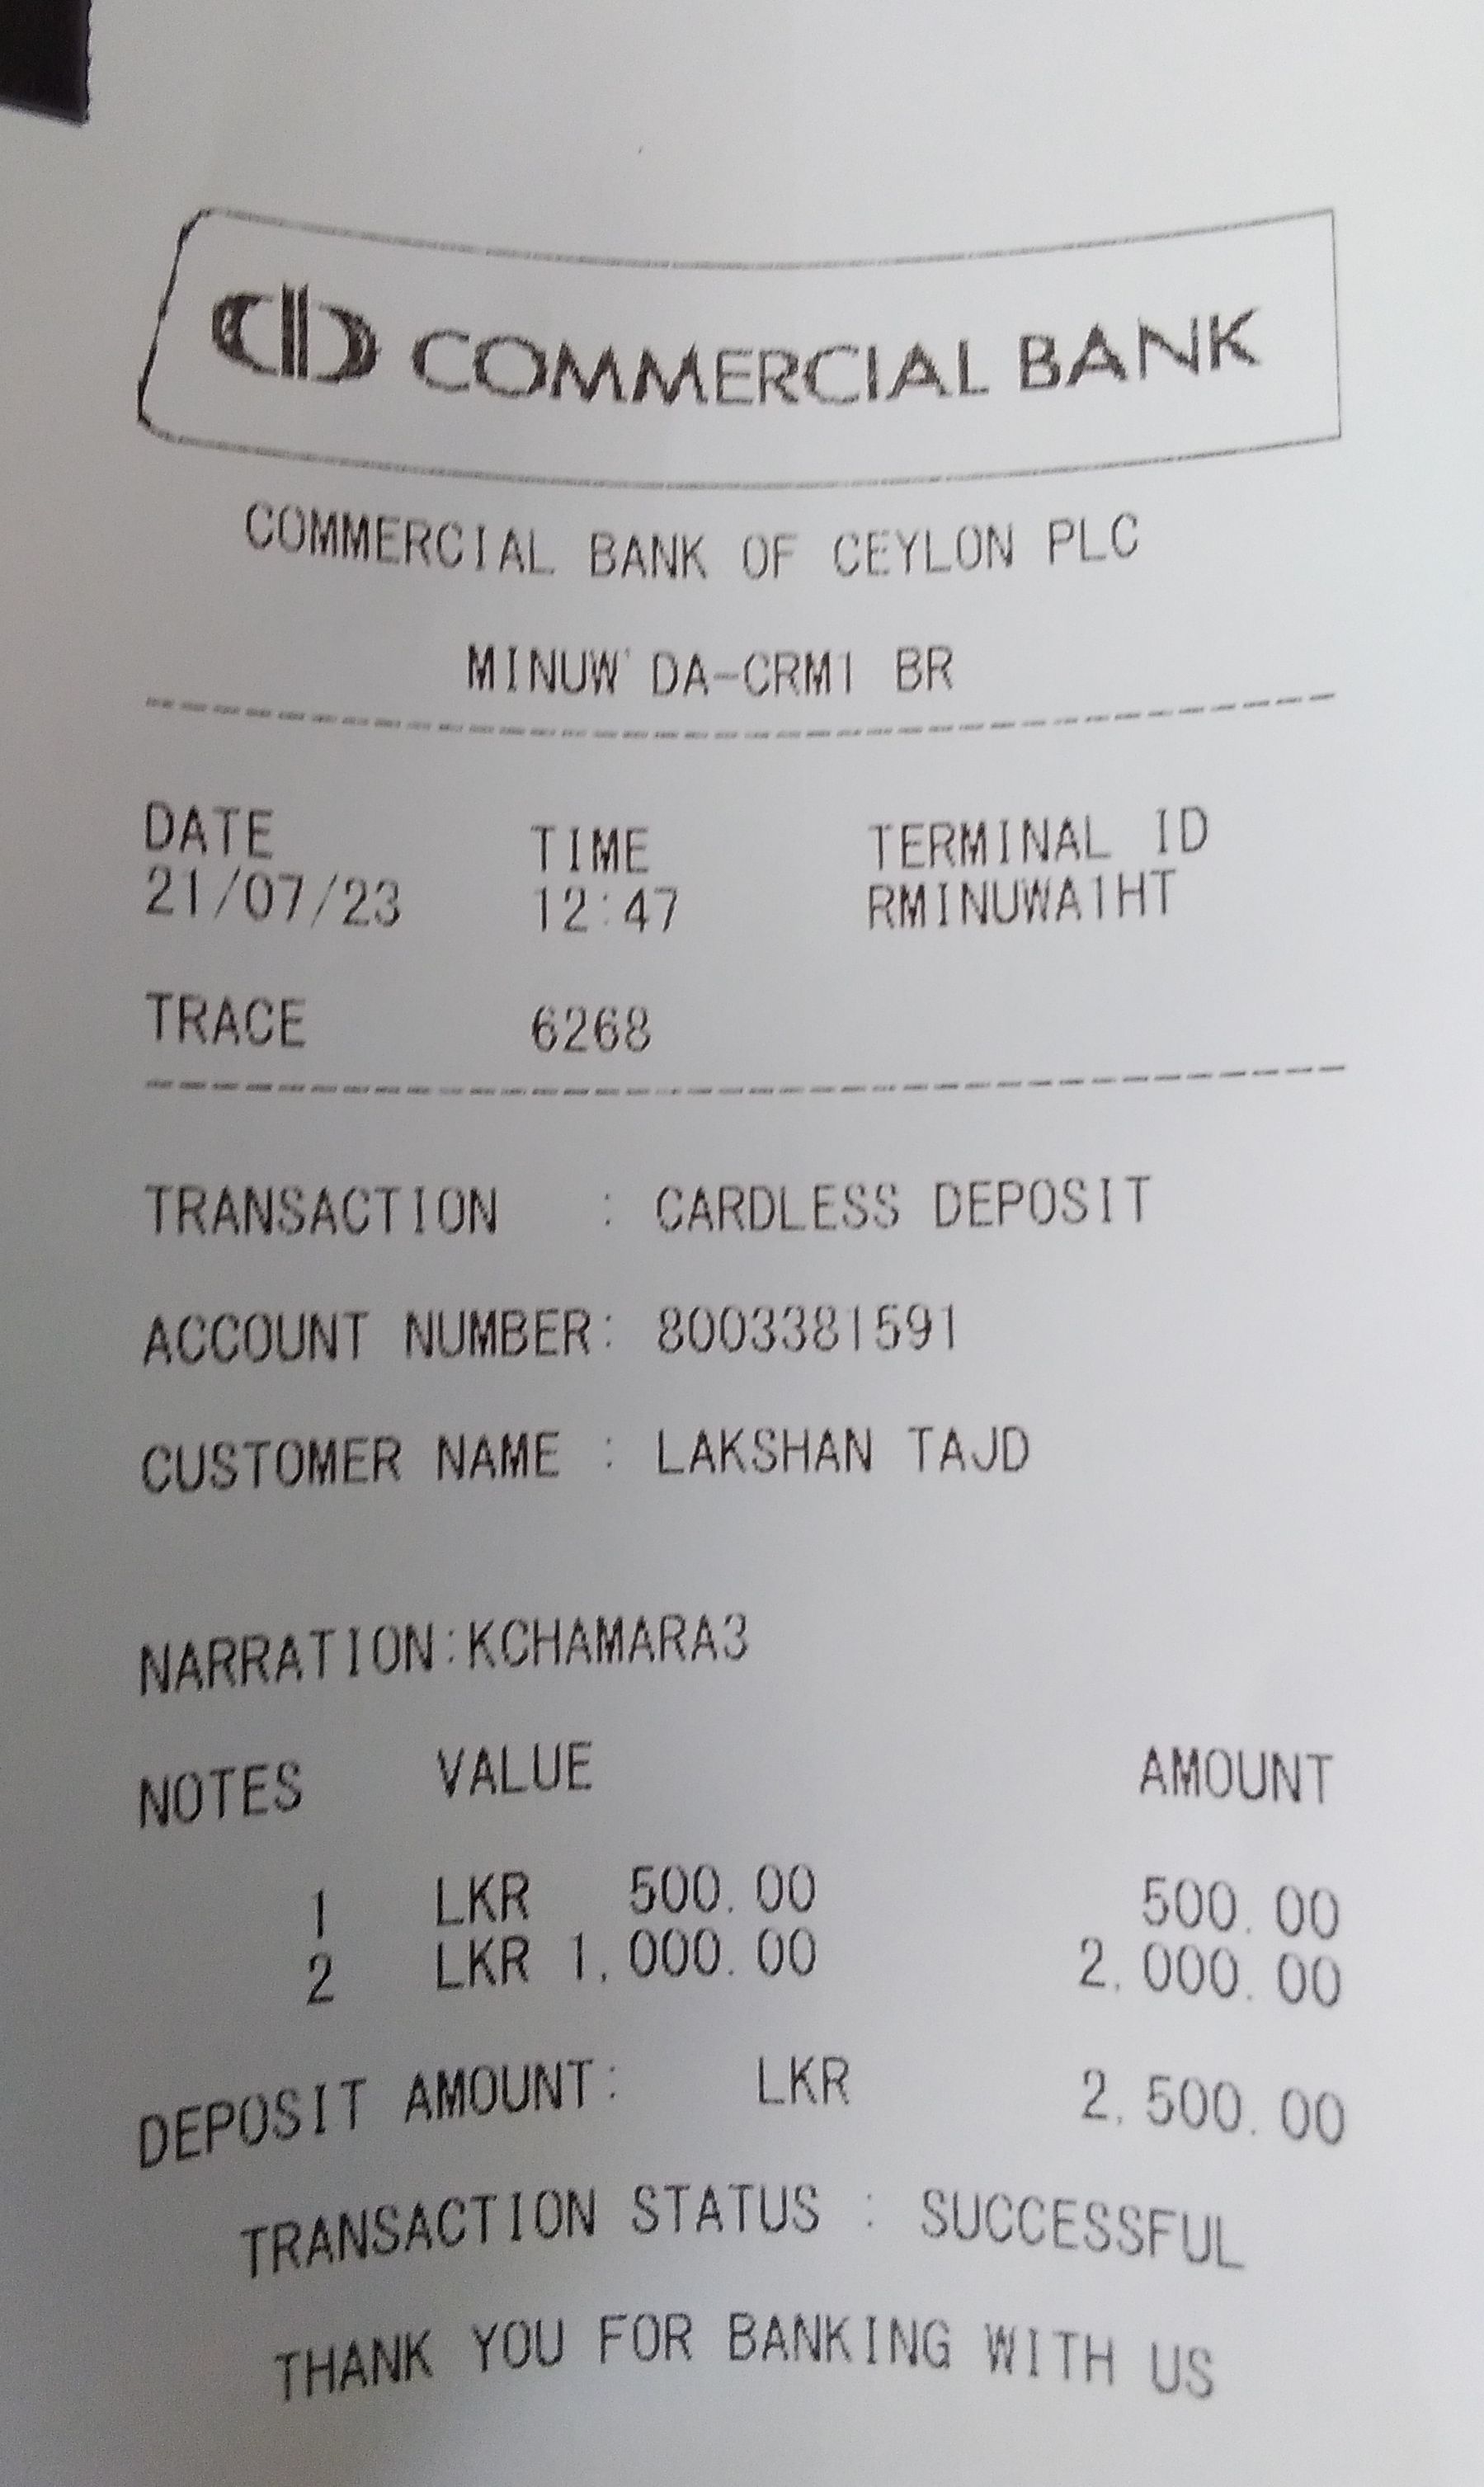 COMMERCIAL BANK
COMMERCIAL BANK OF CEYLON PLC
MINUW DA-CRM1 BR
DATE TIME TERMINAL ID
21/07/23 12:47 RMINUWA1HT
TRACE 6268
TRANSACTION : CARDLESS DEPOSIT
ACCOUNT NUMBER: 8003381591
CUSTOMER NAME : LAKSHAN TAJD
NARRATION:KCHAMARA3
NOTES VALUE AMOUNT
1 LKR 500.00 500.00
2 LKR 1,000.00 2,000.00
DEPOSIT AMOUNT: LKR 2,500.00
TRANSACTION STATUS : SUCCESSFUL
THANK YOU FOR BANKING WITH US